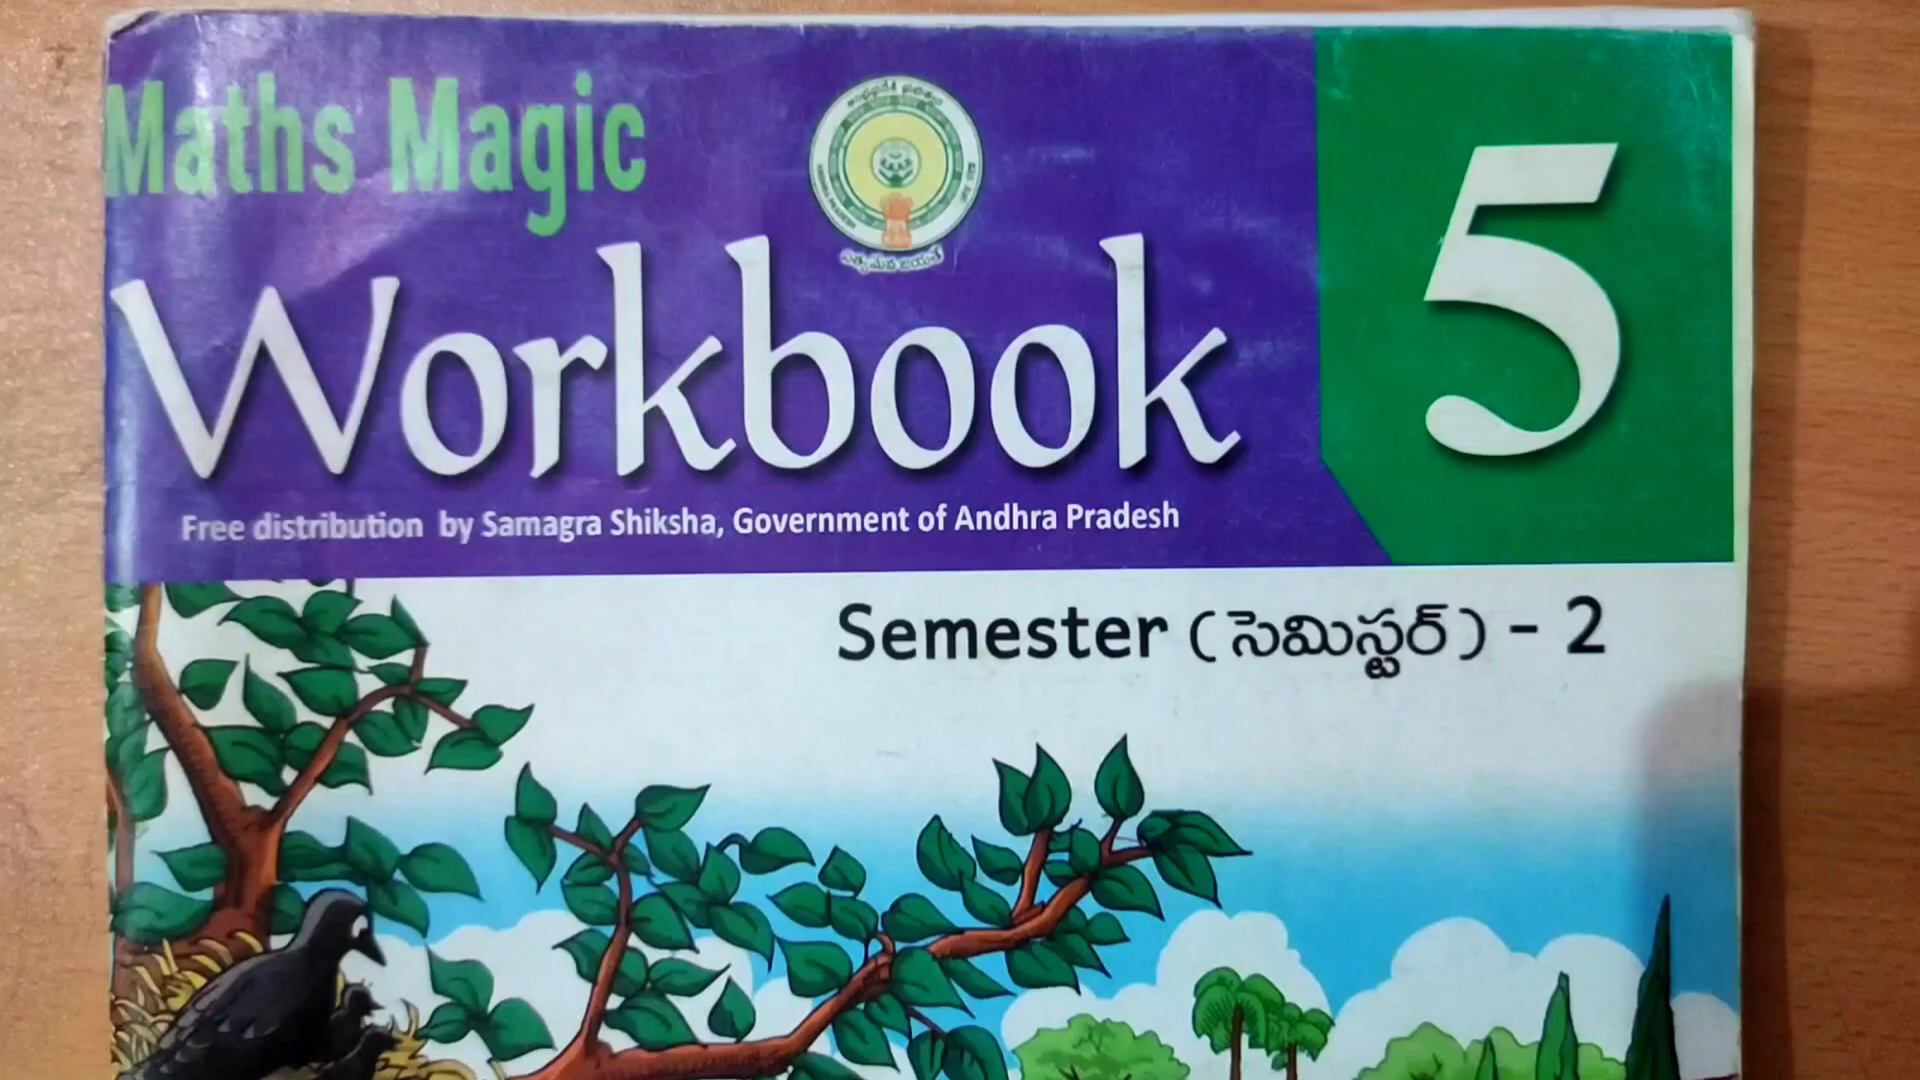 Maths Magic
Workbook
5
Free distribution by Samagra Shiksha, Government of Andhra Pradesh
Semester (సెమిస్టర్) - 2